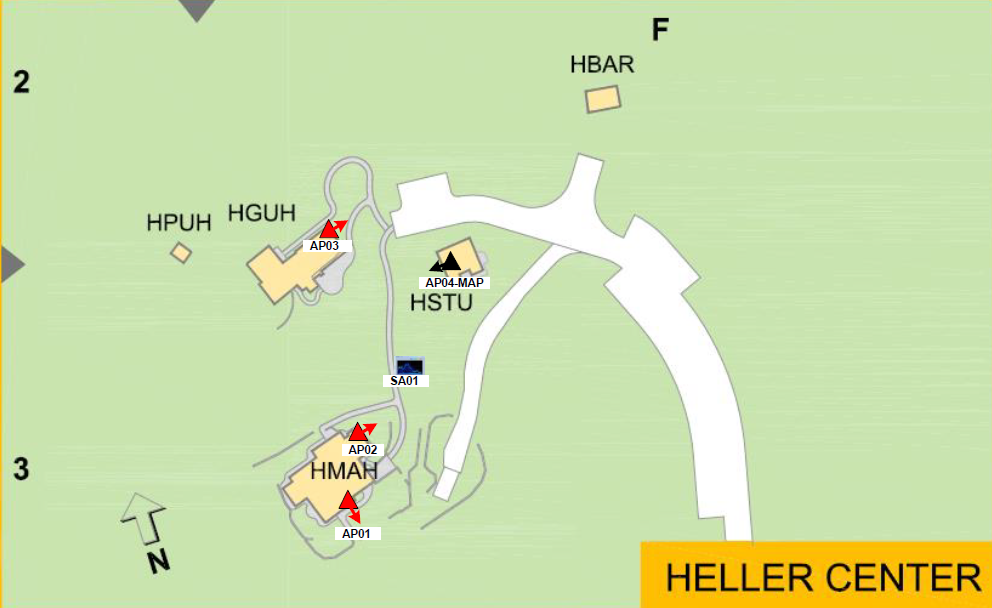 F
2
HBAR
HPUH
HGUH
AP03
AP04-MAP
HSTU
SA01
AP02
3
HMAH
AP01
N
HELLER CENTER